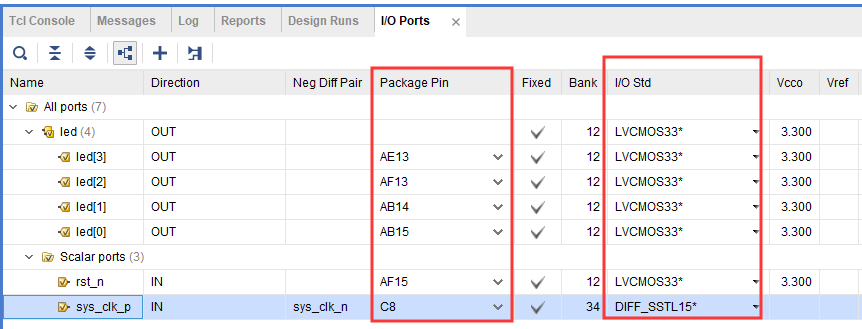 Tcl Console Messages Log Reports Design Runs I/O Ports ×
Name Direction Neg Diff Pair Package Pin Fixed Bank I/O Std Vcco Vref
All ports (7)
led (4) OUT 12 LVCMOS33* 3.300
led[3] OUT AE13 12 LVCMOS33* 3.300
led[2] OUT AF13 12 LVCMOS33* 3.300
led[1] OUT AB14 12 LVCMOS33* 3.300
led[0] OUT AB15 12 LVCMOS33* 3.300
Scalar ports (3)
rst_n IN AF15 12 LVCMOS33* 3.300
sys_clk_p IN sys_clk_n C8 34 DIFF_SSTL15*